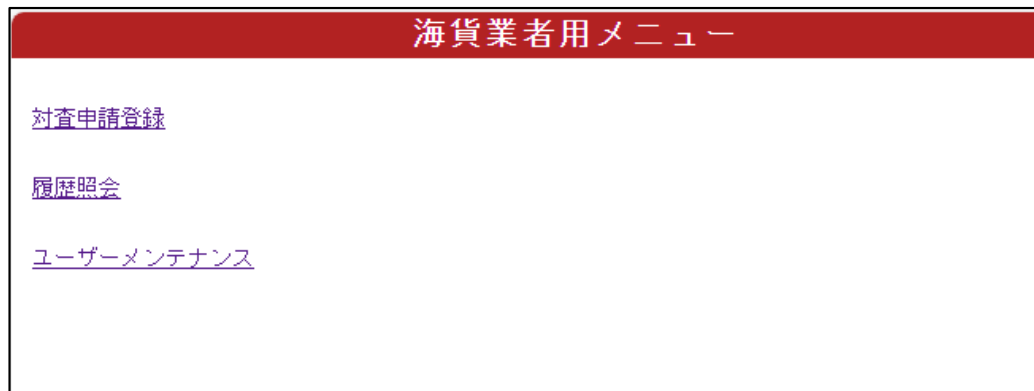 海貨業者用メニュー
対査申請登録
履歴照会
ユーザーメンテナンス